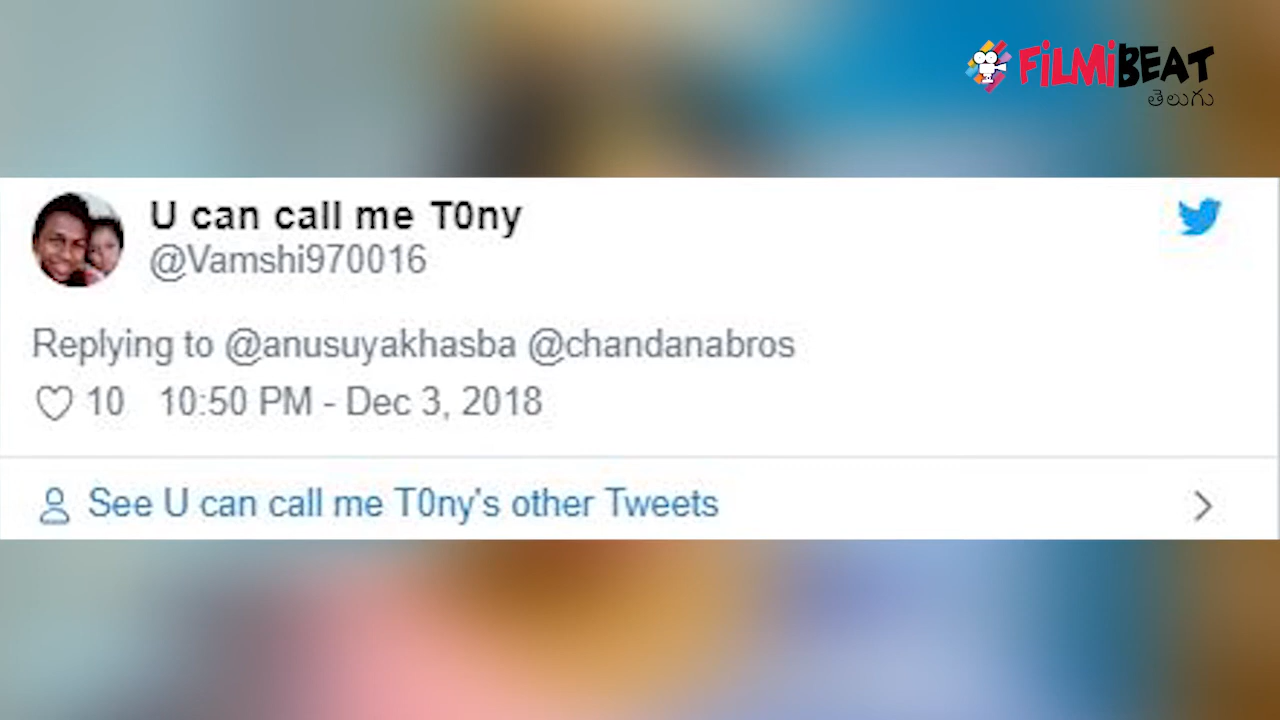 FiLMiBEAT
తెలుగు
U can call me T0ny
@Vamshi970016
Replying to @anusuyakhasba @chandanabros
10 10:50 PM - Dec 3, 2018
See U can call me T0ny's other Tweets